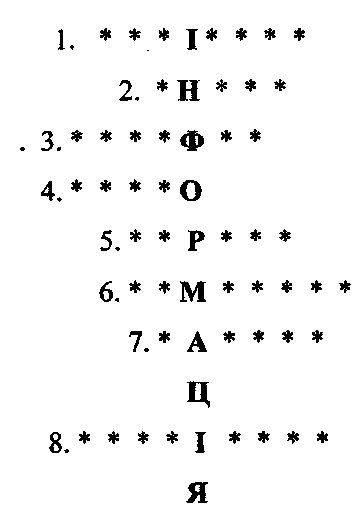 1. * * * І * * * *
2. * Н * * *
. 3. * * * * Ф * *
4. * * * * О
5. * * Р * * *
6. * * М * * * * *
7. * А * * * *
Ц
8. * * * * І * * * *
Я